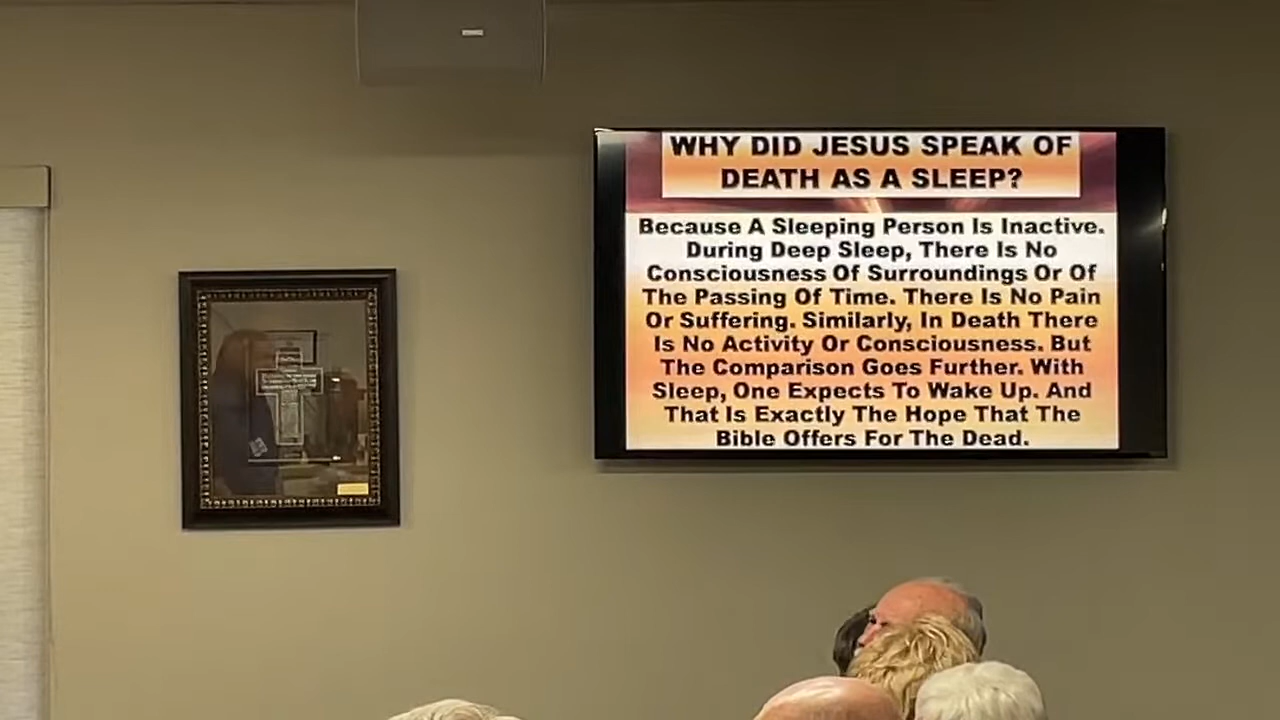 WHY DID JESUS SPEAK OF
DEATH AS A SLEEP?
Because A Sleeping Person Is Inactive.
During Deep Sleep, There Is No
Consciousness Of Surroundings Or Of
The Passing Of Time. There Is No Pain
Or Suffering. Similarly, In Death There
Is No Activity Or Consciousness. But
The Comparison Goes Further. With
Sleep, One Expects To Wake Up. And
That Is Exactly The Hope That The
Bible Offers For The Dead.